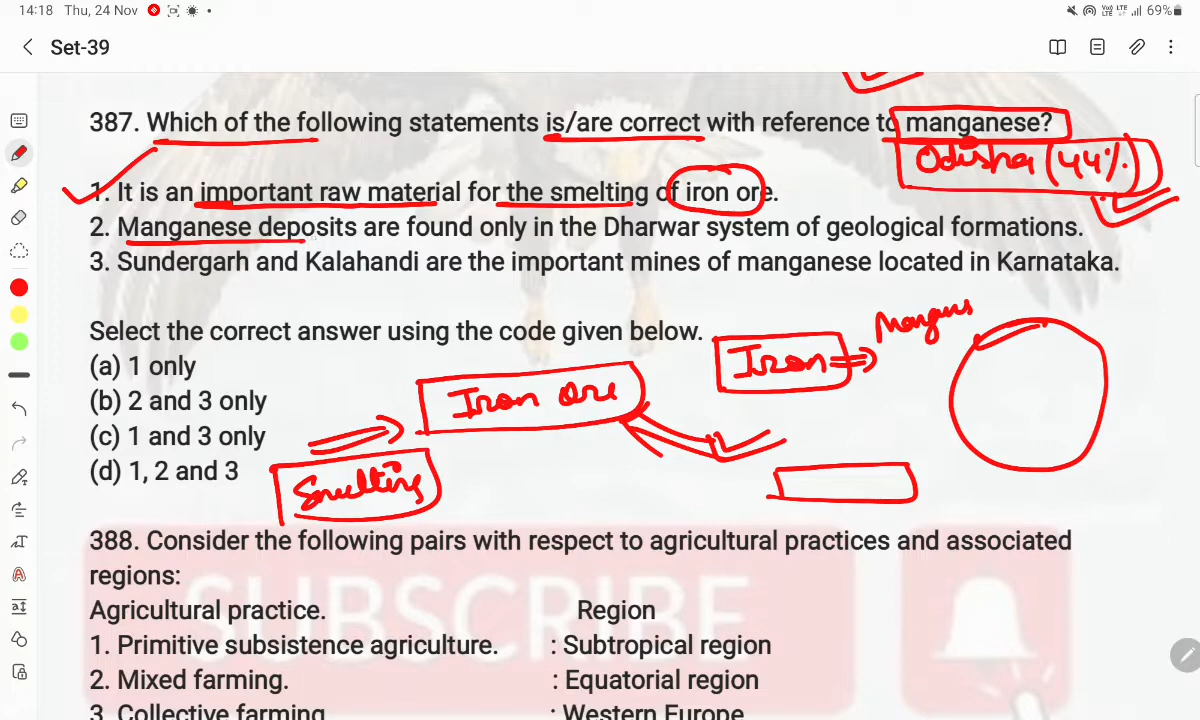 14:18 Thu, 24 Nov
69%
Set-39
387. Which of the following statements is/are correct with reference to manganese?
Odisha (44%)
1. It is an important raw material for the smelting of iron ore.
2. Manganese deposits are found only in the Dharwar system of geological formations.
3. Sundergarh and Kalahandi are the important mines of manganese located in Karnataka.
Select the correct answer using the code given below.
(a) 1 only
(b) 2 and 3 only
(c) 1 and 3 only
(d) 1, 2 and 3
Iron
Iron Ore
Smelting
388. Consider the following pairs with respect to agricultural practices and associated
regions:
SUBSCRIBE
Agricultural practice. Region
1. Primitive subsistence agriculture. : Subtropical region
2. Mixed farming. : Equatorial region
3. Collective farming : Western Europe